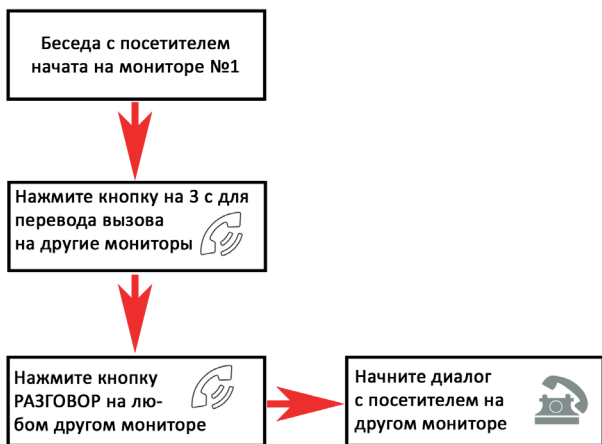 Беседа с посетителем
начата на мониторе №1
Нажмите кнопку на 3 с для
перевода вызова
на другие мониторы
Нажмите кнопку
РАЗГОВОР на лю-
бом другом мониторе
Начните диалог
с посетителем на
другом мониторе